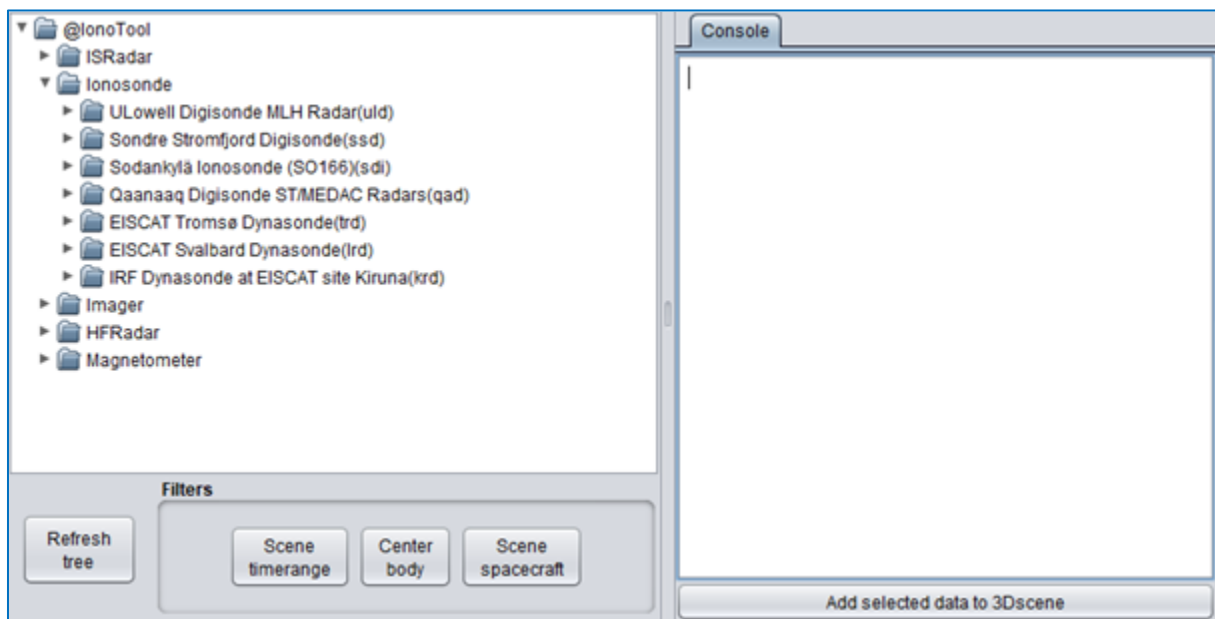 @IonoTool
ISRadar
Ionosonde
ULowell Digisonde MLH Radar(uld)
Sondre Stromfjord Digisonde(ssd)
Sodankylä Ionosonde (SO166)(sdi)
Qaanaaq Digisonde ST/MEDAC Radars(qad)
EISCAT Tromsø Dynasonde(trd)
EISCAT Svalbard Dynasonde(lrd)
IRF Dynasonde at EISCAT site Kiruna(krd)
Imager
HFRadar
Magnetometer
Refresh
tree
Filters
Scene
timerange
Center
body
Scene
spacecraft
Console
Add selected data to 3Dscene